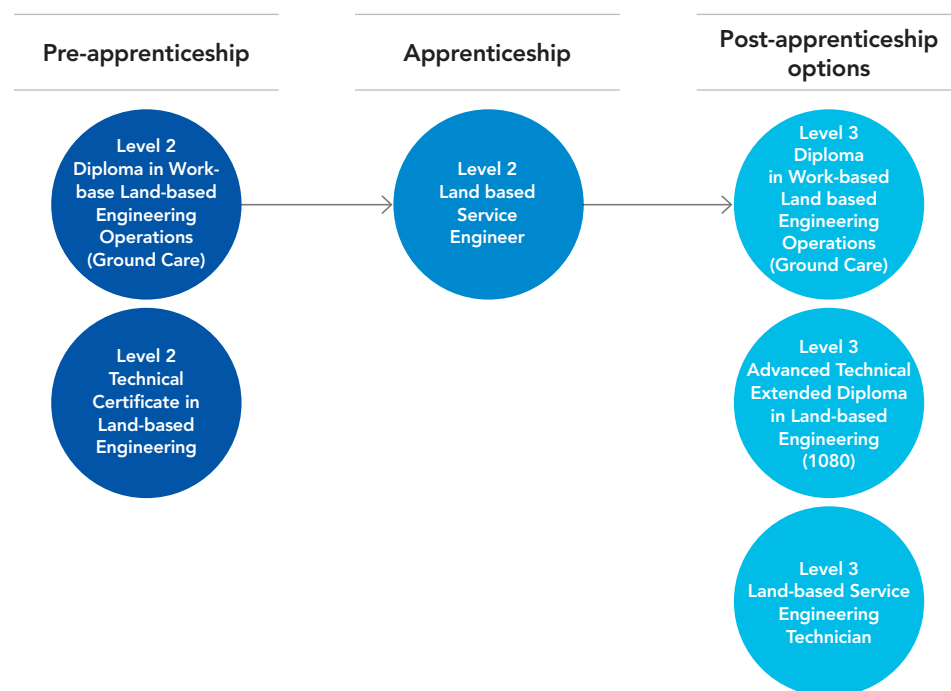 Pre-apprenticeship
Apprenticeship
Post-apprenticeship
options
Level 2
Diploma in Work-
base Land-based
Engineering
Operations
(Ground Care)
Level 2
Technical
Certificate in
Land-based
Engineering
Level 2
Land based
Service
Engineer
Level 3
Diploma
in Work-based
Land based
Engineering
Operations
(Ground Care)
Level 3
Advanced Technical
Extended Diploma
in Land-based
Engineering
(1080)
Level 3
Land-based Service
Engineering
Technician